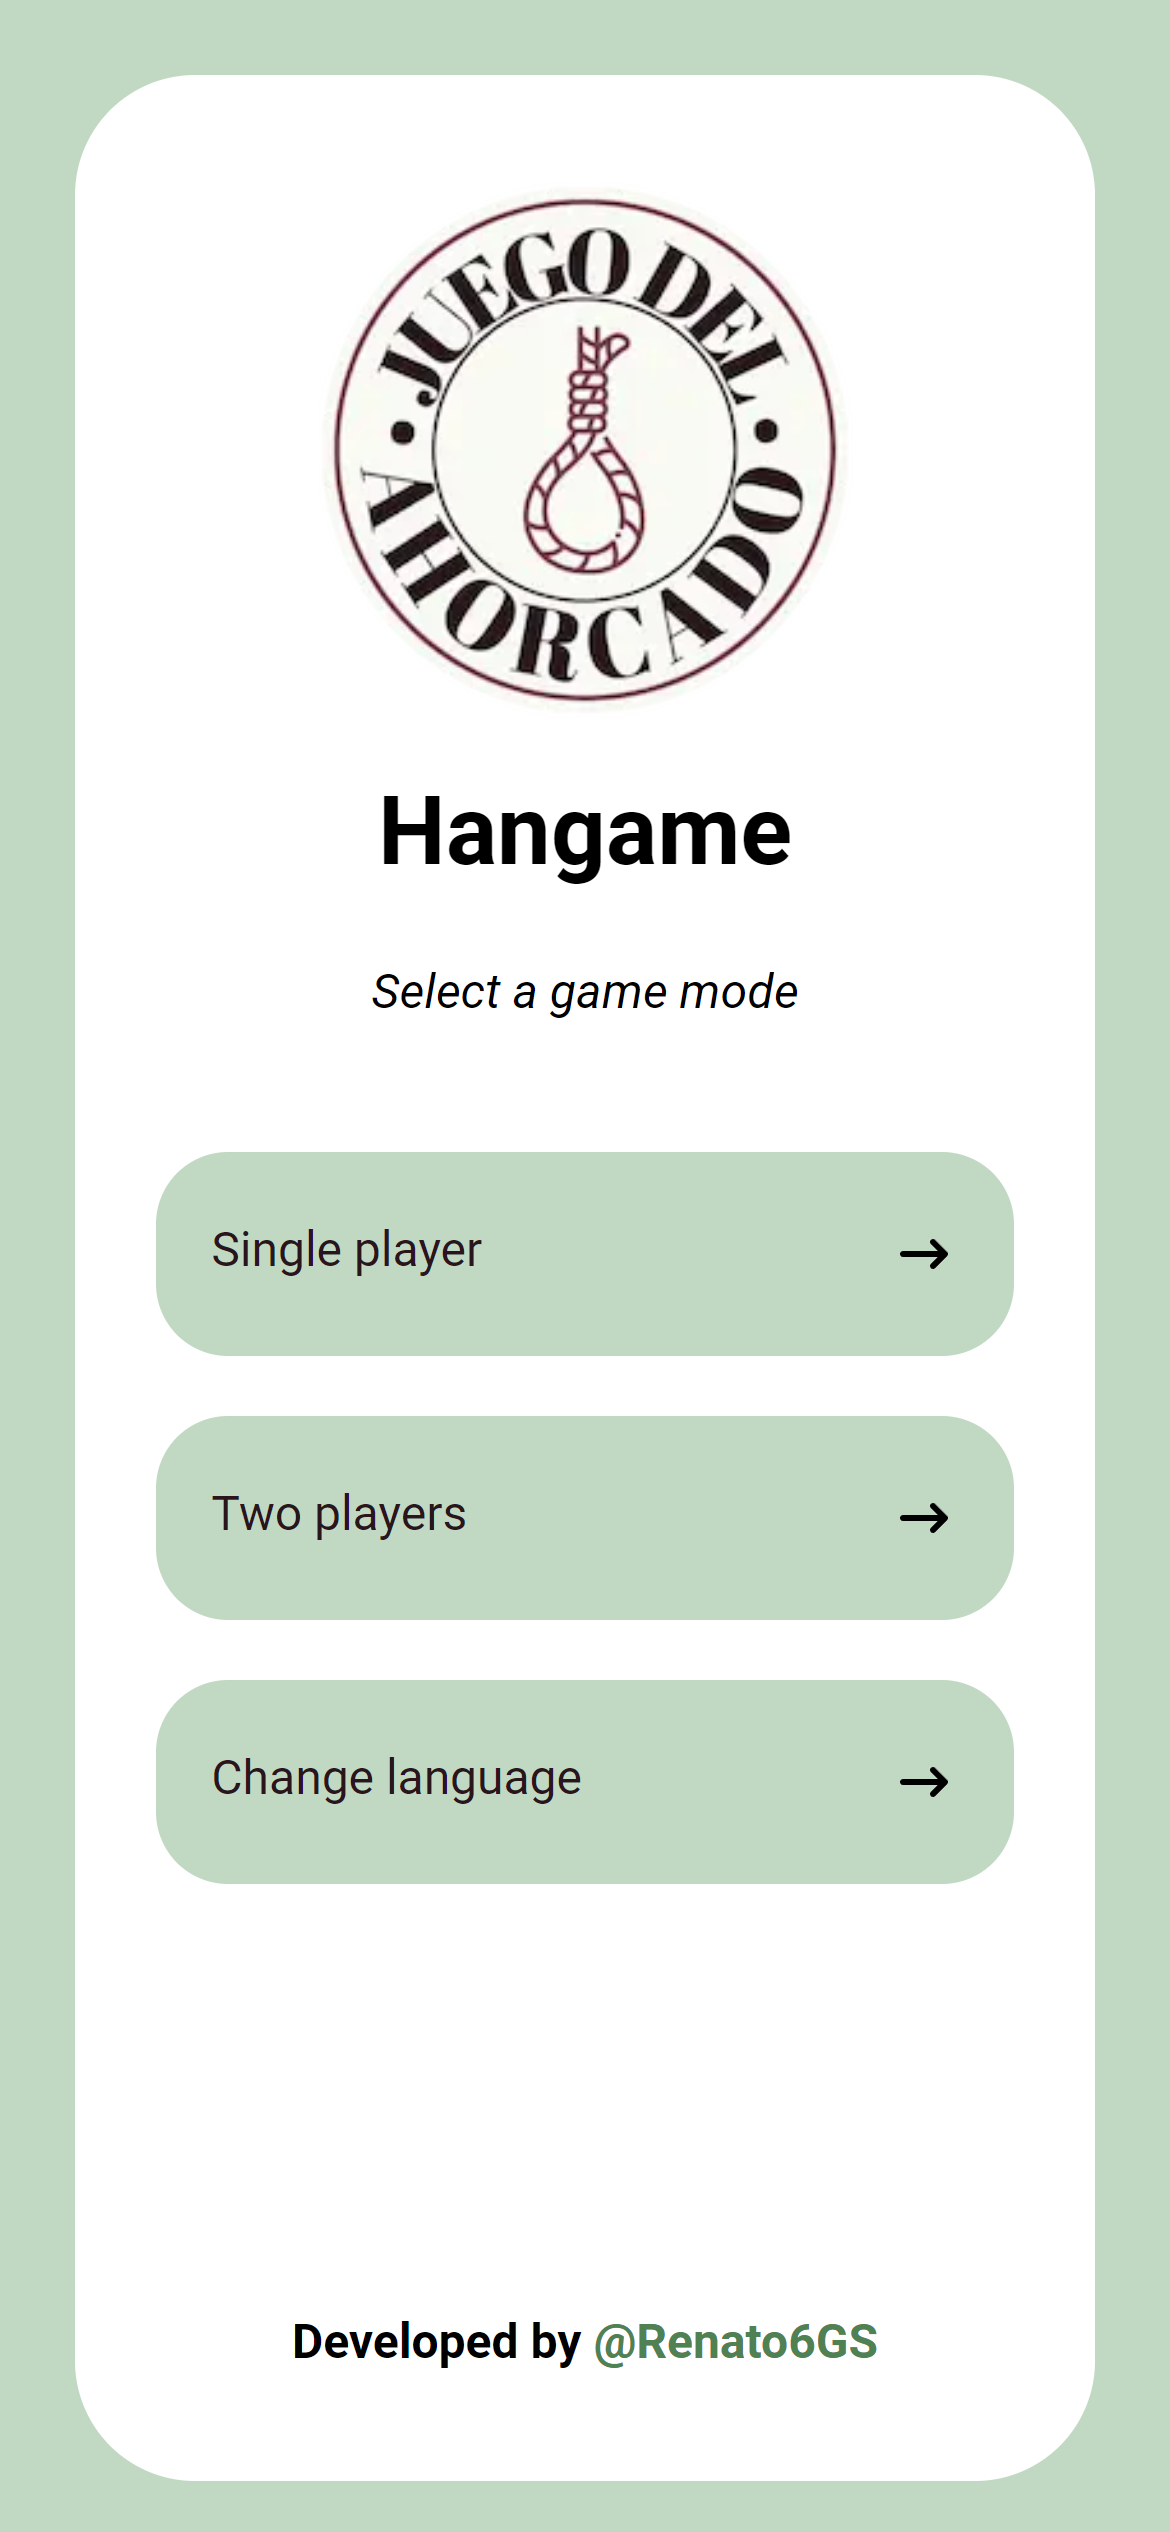 JUEGO DEL
AHORCADO
Hangame
Select a game mode
Single player
Two players
Change language
Developed by @Renato6GS